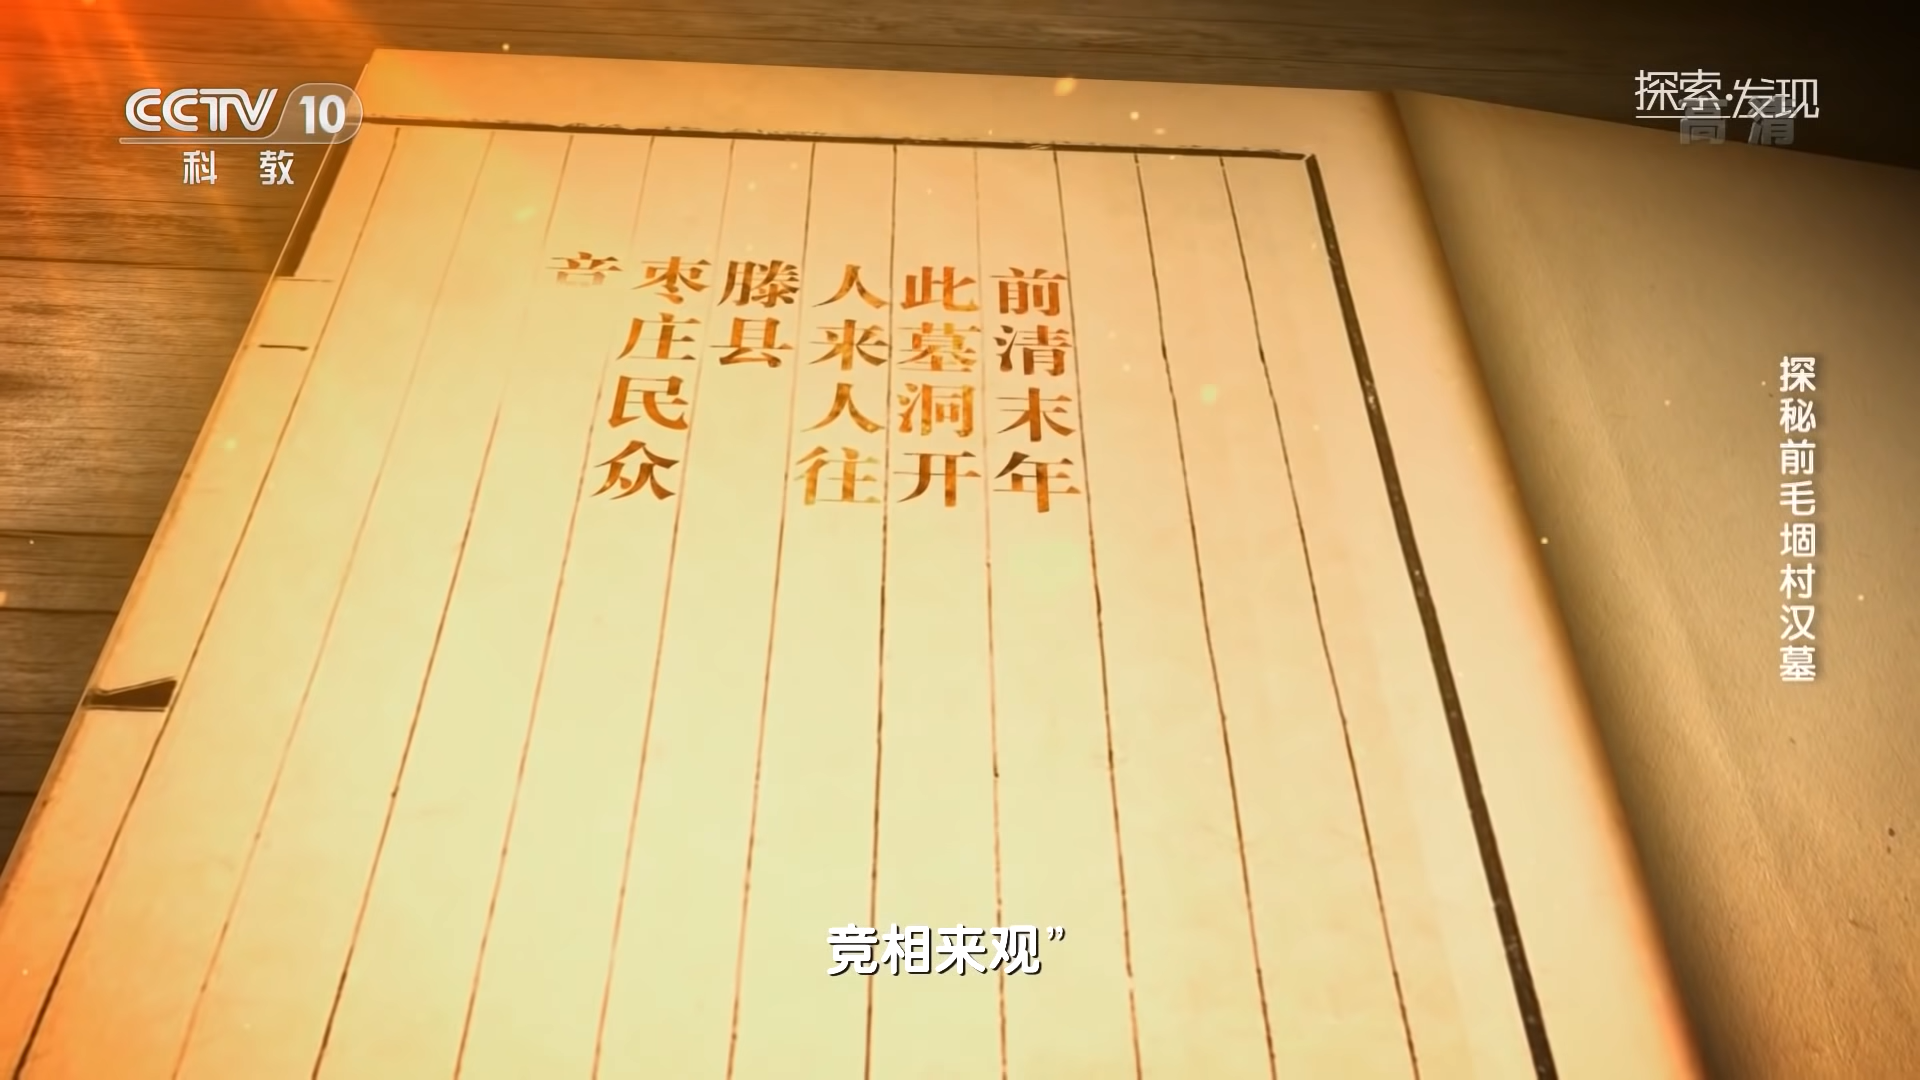 CCTV 10
科教
探索·发现
高清
探秘前毛堌村汉墓
前清末年
此墓洞开
人来人往
滕县
枣庄民众
竞相来观”